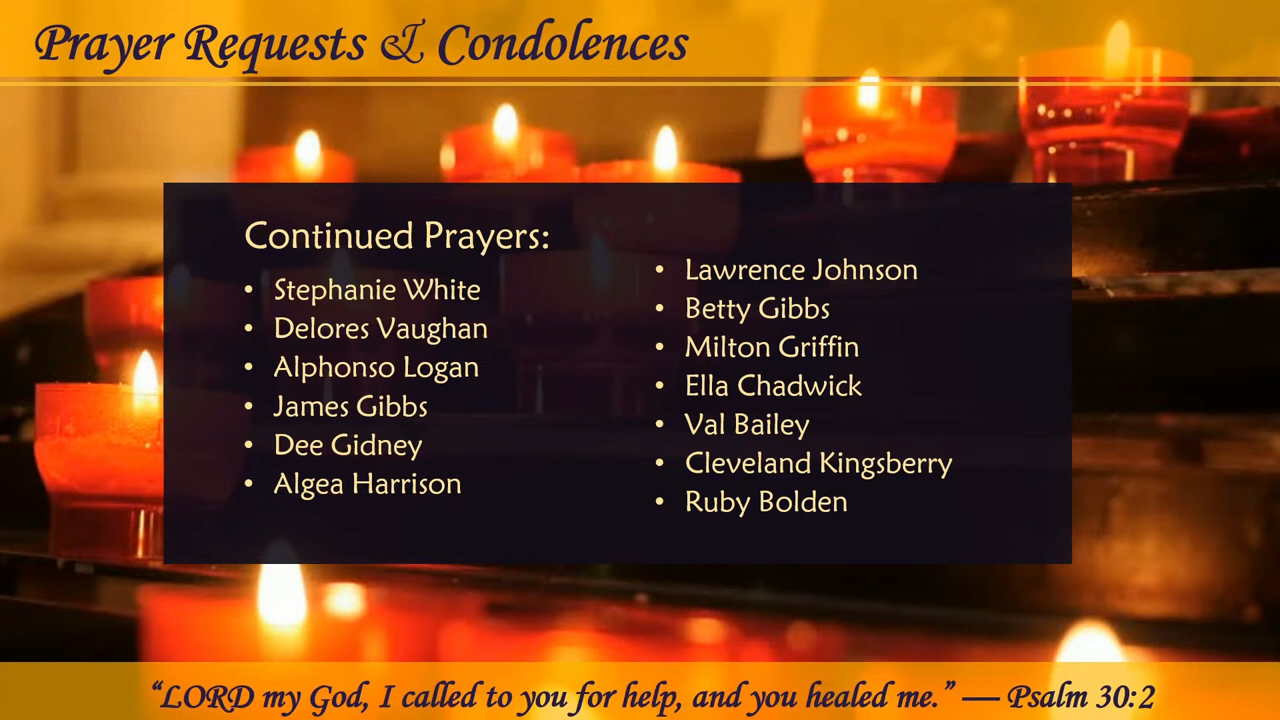 Prayer Requests & Condolences
Continued Prayers:
• Stephanie White
• Delores Vaughan
• Alphonso Logan
• James Gibbs
• Dee Gidney
• Algea Harrison
• Lawrence Johnson
• Betty Gibbs
• Milton Griffin
• Ella Chadwick
• Val Bailey
• Cleveland Kingsberry
• Ruby Bolden
“LORD my God, I called to you for help, and you healed me.” — Psalm 30:2